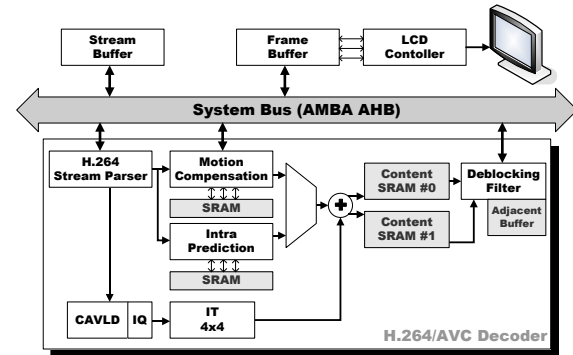 Stream
Buffer
Frame
Buffer
LCD
Contoller
System Bus (AMBA AHB)
H.264
Stream Parser
Motion
Compensation
SRAM
Intra
Prediction
SRAM
Content
SRAM #0
Content
SRAM #1
Deblocking
Filter
Adjacent
Buffer
CAVLD
IQ
IT
4x4
H.264/AVC Decoder